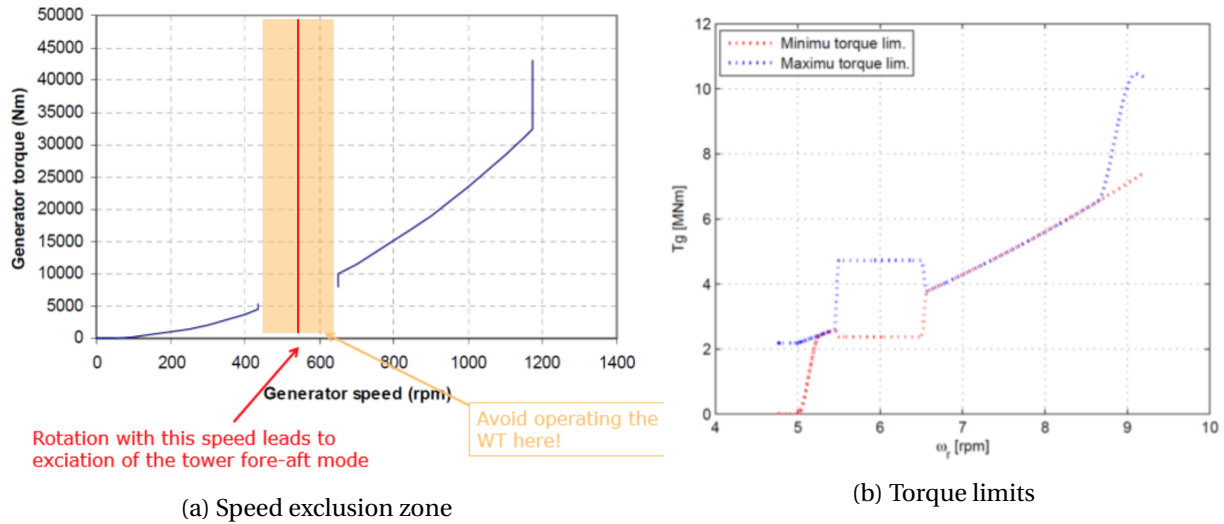 50000
45000
40000
35000
30000
25000
20000
15000
10000
5000
0
Generator torque (Nm)
0 200 400 600 800 1000 1200 1400
Generator speed (rpm)
Rotation with this speed leads to
exciation of the tower fore-aft mode
Avoid operating the
WT here!
(a) Speed exclusion zone
12
10
8
6
4
2
0
Tg [MNm]
Minimu torque lim.
Maximu torque lim.
4 5 6 7 8 9 10
ωr [rpm]
(b) Torque limits